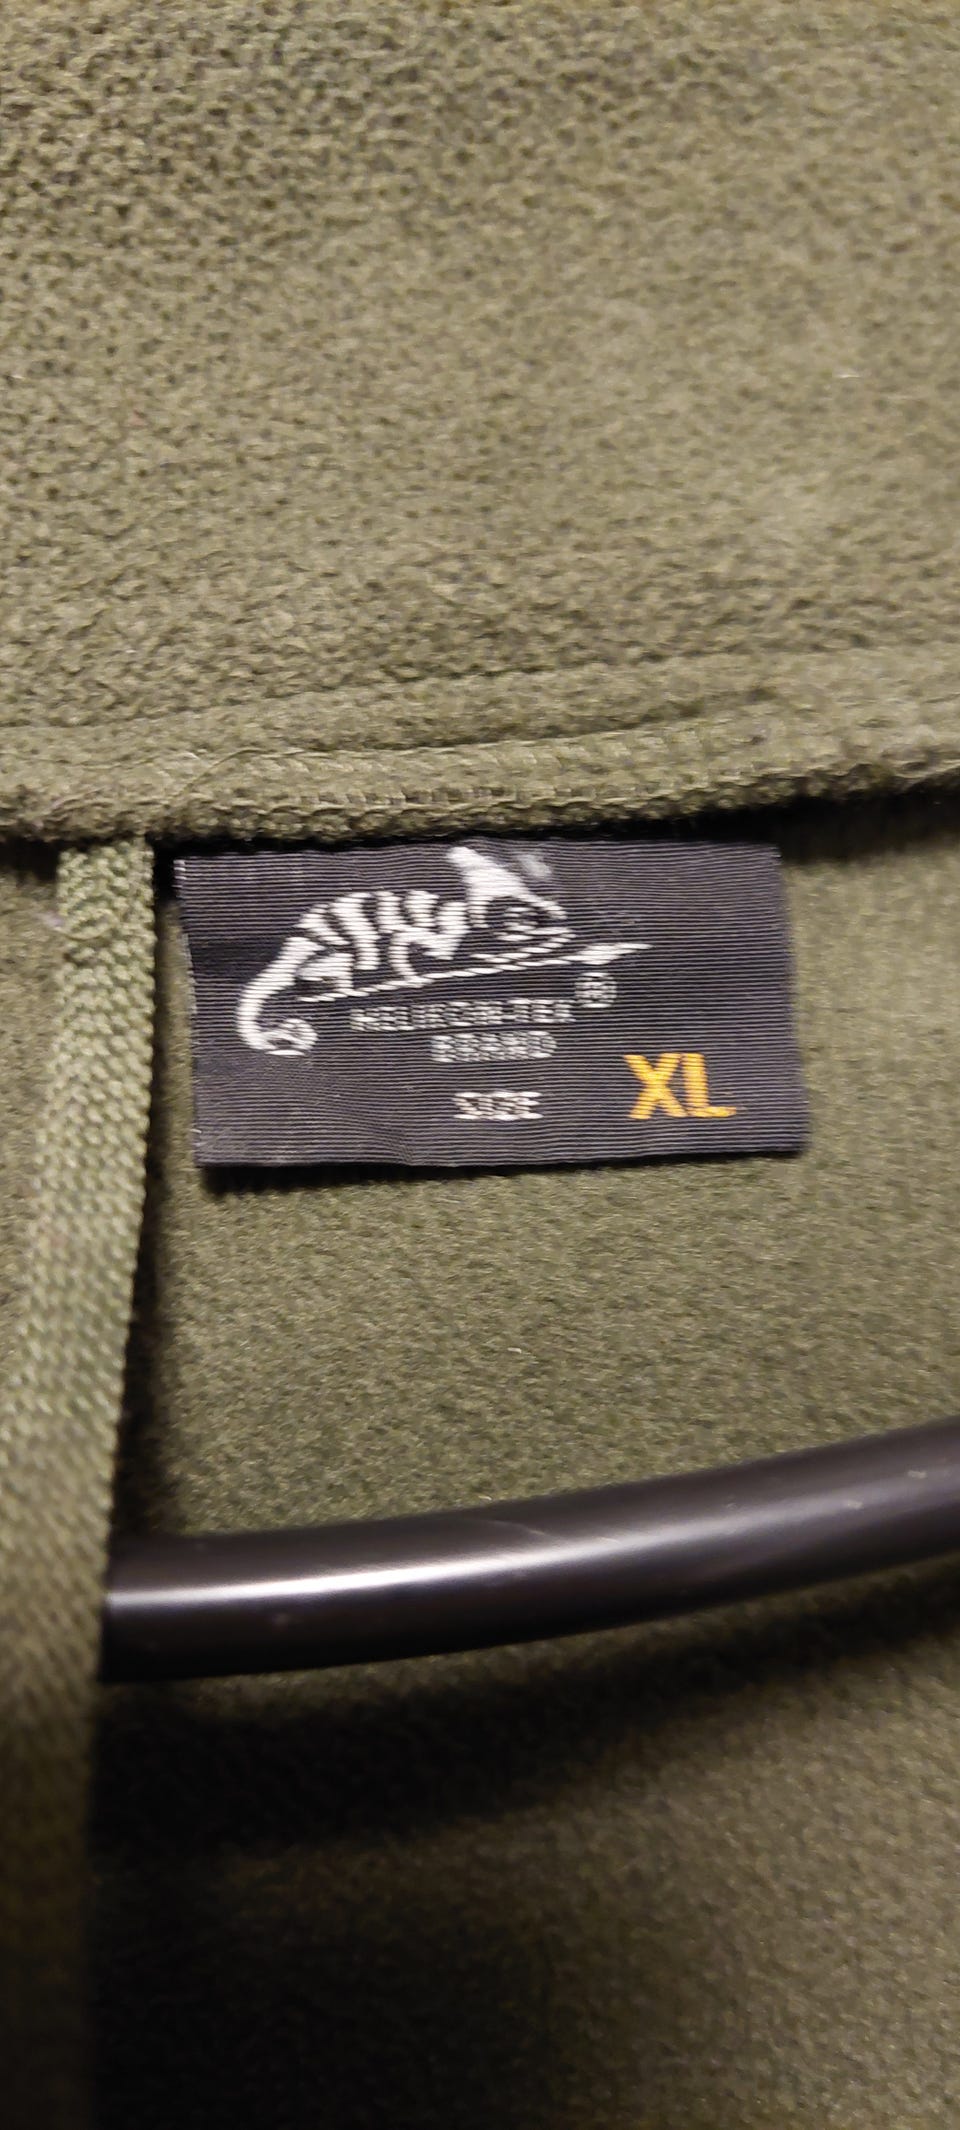 HELIKON-TEX®
BRAND
SIZE XL